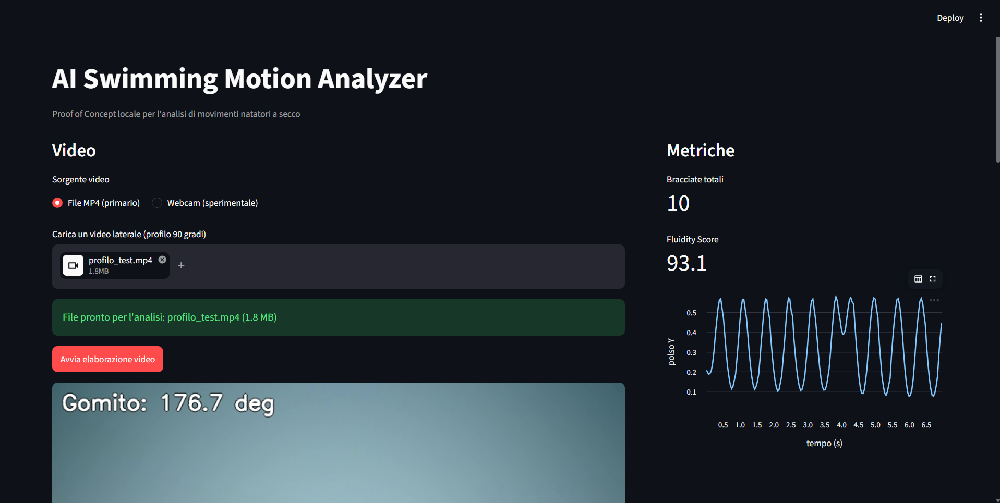 Deploy
AI Swimming Motion Analyzer
Proof of Concept locale per l'analisi di movimenti natatori a secco
Video
Sorgente video
File MP4 (primario)
Webcam (sperimentale)
Carica un video laterale (profilo 90 gradi)
profilo_test.mp4
1.8MB
File pronto per l'analisi: profilo_test.mp4 (1.8 MB)
Avvia elaborazione video
Gomito: 176.7 deg
Metriche
Bracciate totali
10
Fluidity Score
93.1
polso Y
0.5
0.4
0.3
0.2
0.1
0.5 1.0 1.5 2.0 2.5 3.0 3.5 4.0 4.5 5.0 5.5 6.0 6.5
tempo (s)